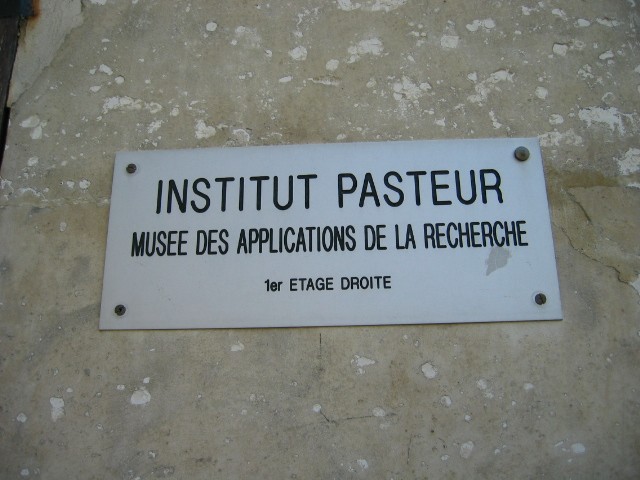 INSTITUT PASTEUR
MUSEE DES APPLICATIONS DE LA RECHERCHE
1er ETAGE DROITE